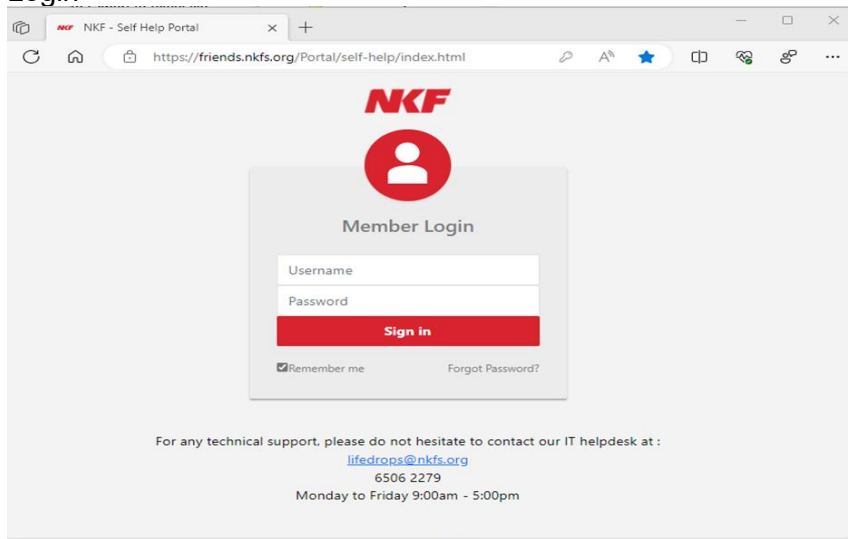 Login
NKF - Self Help Portal
https://friends.nkfs.org/Portal/self-help/index.html
NKF
Member Login
Username
Password
Sign in
Remember me Forgot Password?
For any technical support, please do not hesitate to contact our IT helpdesk at :
lifedrops@nkfs.org
6506 2279
Monday to Friday 9:00am - 5:00pm